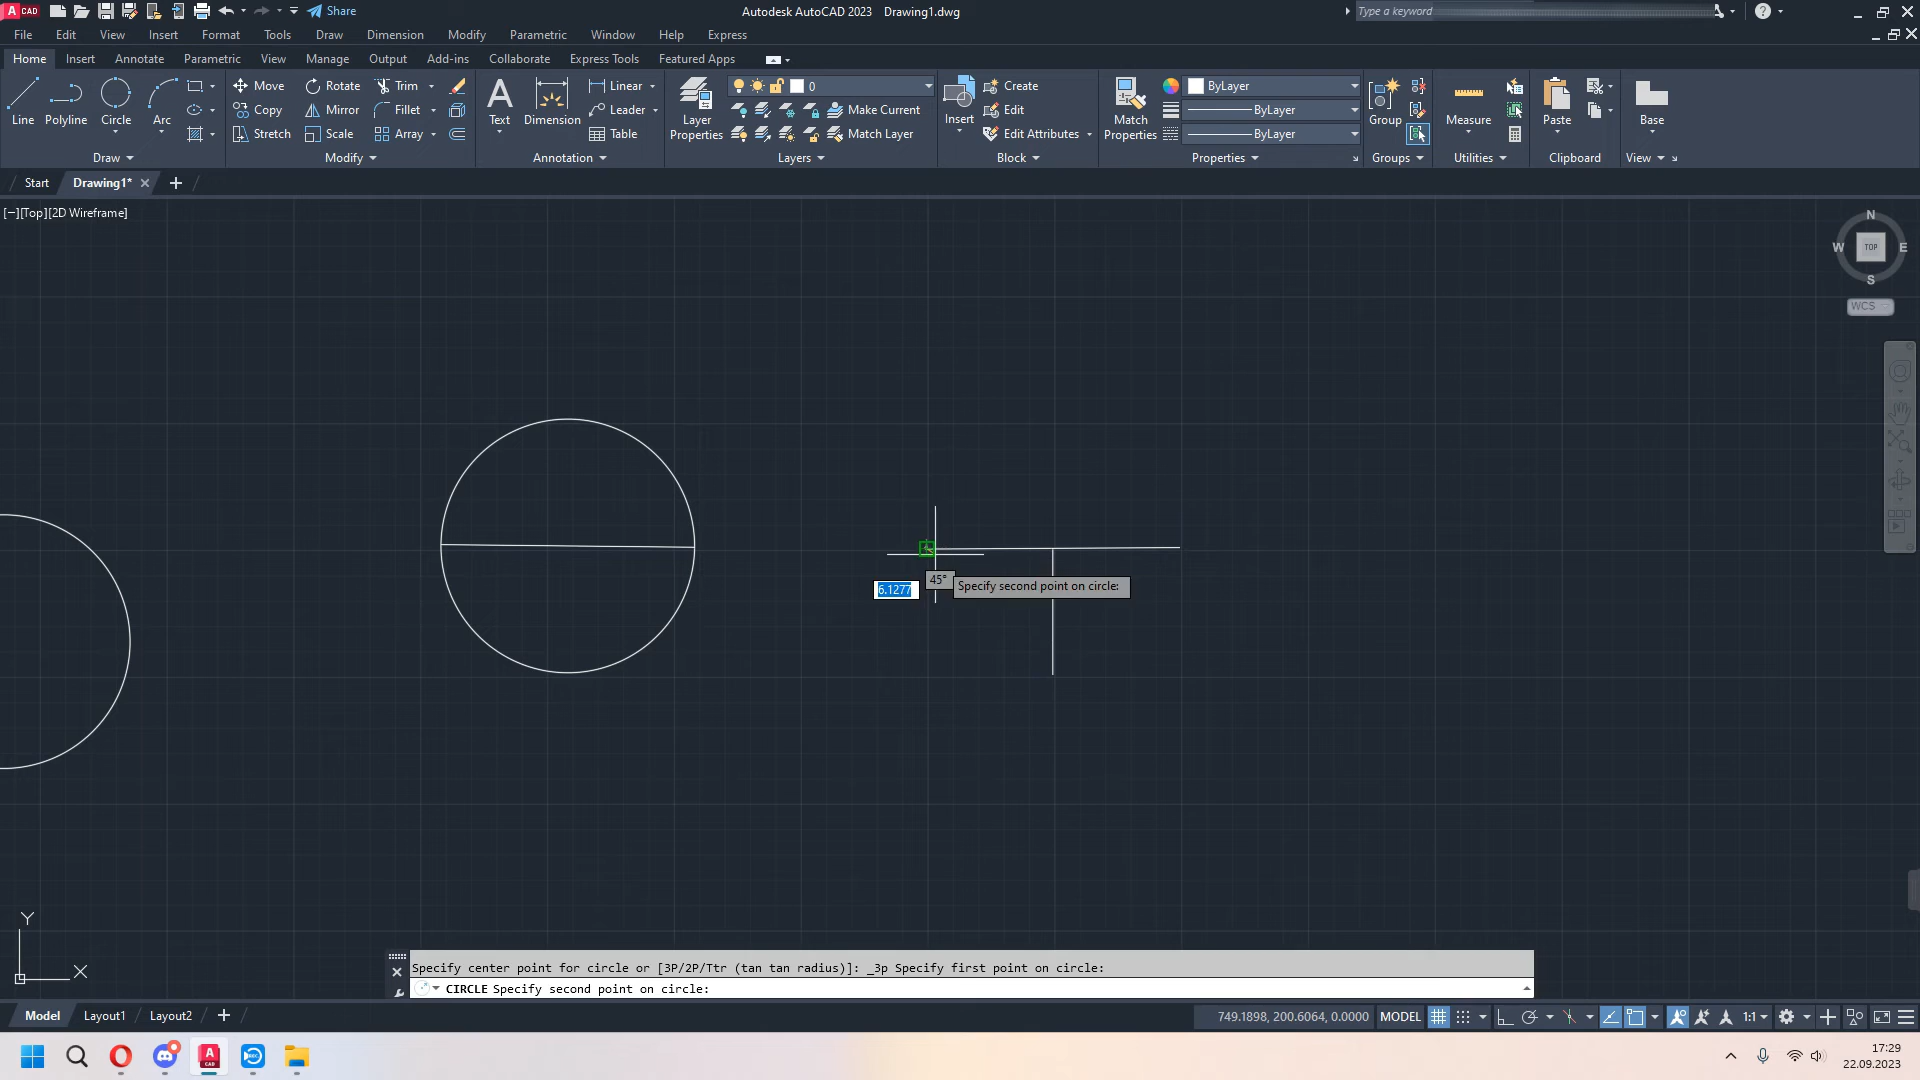 A CAD
Share
Autodesk AutoCAD 2023 Drawing1.dwg
Type a keyword
File Edit View Insert Format Tools Draw Dimension Modify Parametric Window Help Express
Home Insert Annotate Parametric View Manage Output Add-ins Collaborate Express Tools Featured Apps
Line Polyline Circle Arc
Move Rotate Trim
Copy Mirror Fillet
Stretch Scale Array
Text Dimension
Linear
Leader
Table
Layer Properties
0
Make Current
Match Layer
Insert
Create
Edit
Edit Attributes
Match Properties
ByLayer
ByLayer
ByLayer
Group
Measure
Paste
Base
Draw Modify Annotation Layers Block Properties Groups Utilities Clipboard View
Start Drawing1*
[−][Top][2D Wireframe]
N
W TOP E
S
WCS
45°
6.1277
Specify second point on circle:
Y
X
Specify center point for circle or [3P/2P/Ttr (tan tan radius)]: _3p Specify first point on circle:
CIRCLE Specify second point on circle:
Model Layout1 Layout2
749.1898, 200.6064, 0.0000 MODEL 1:1
17:29
22.09.2023